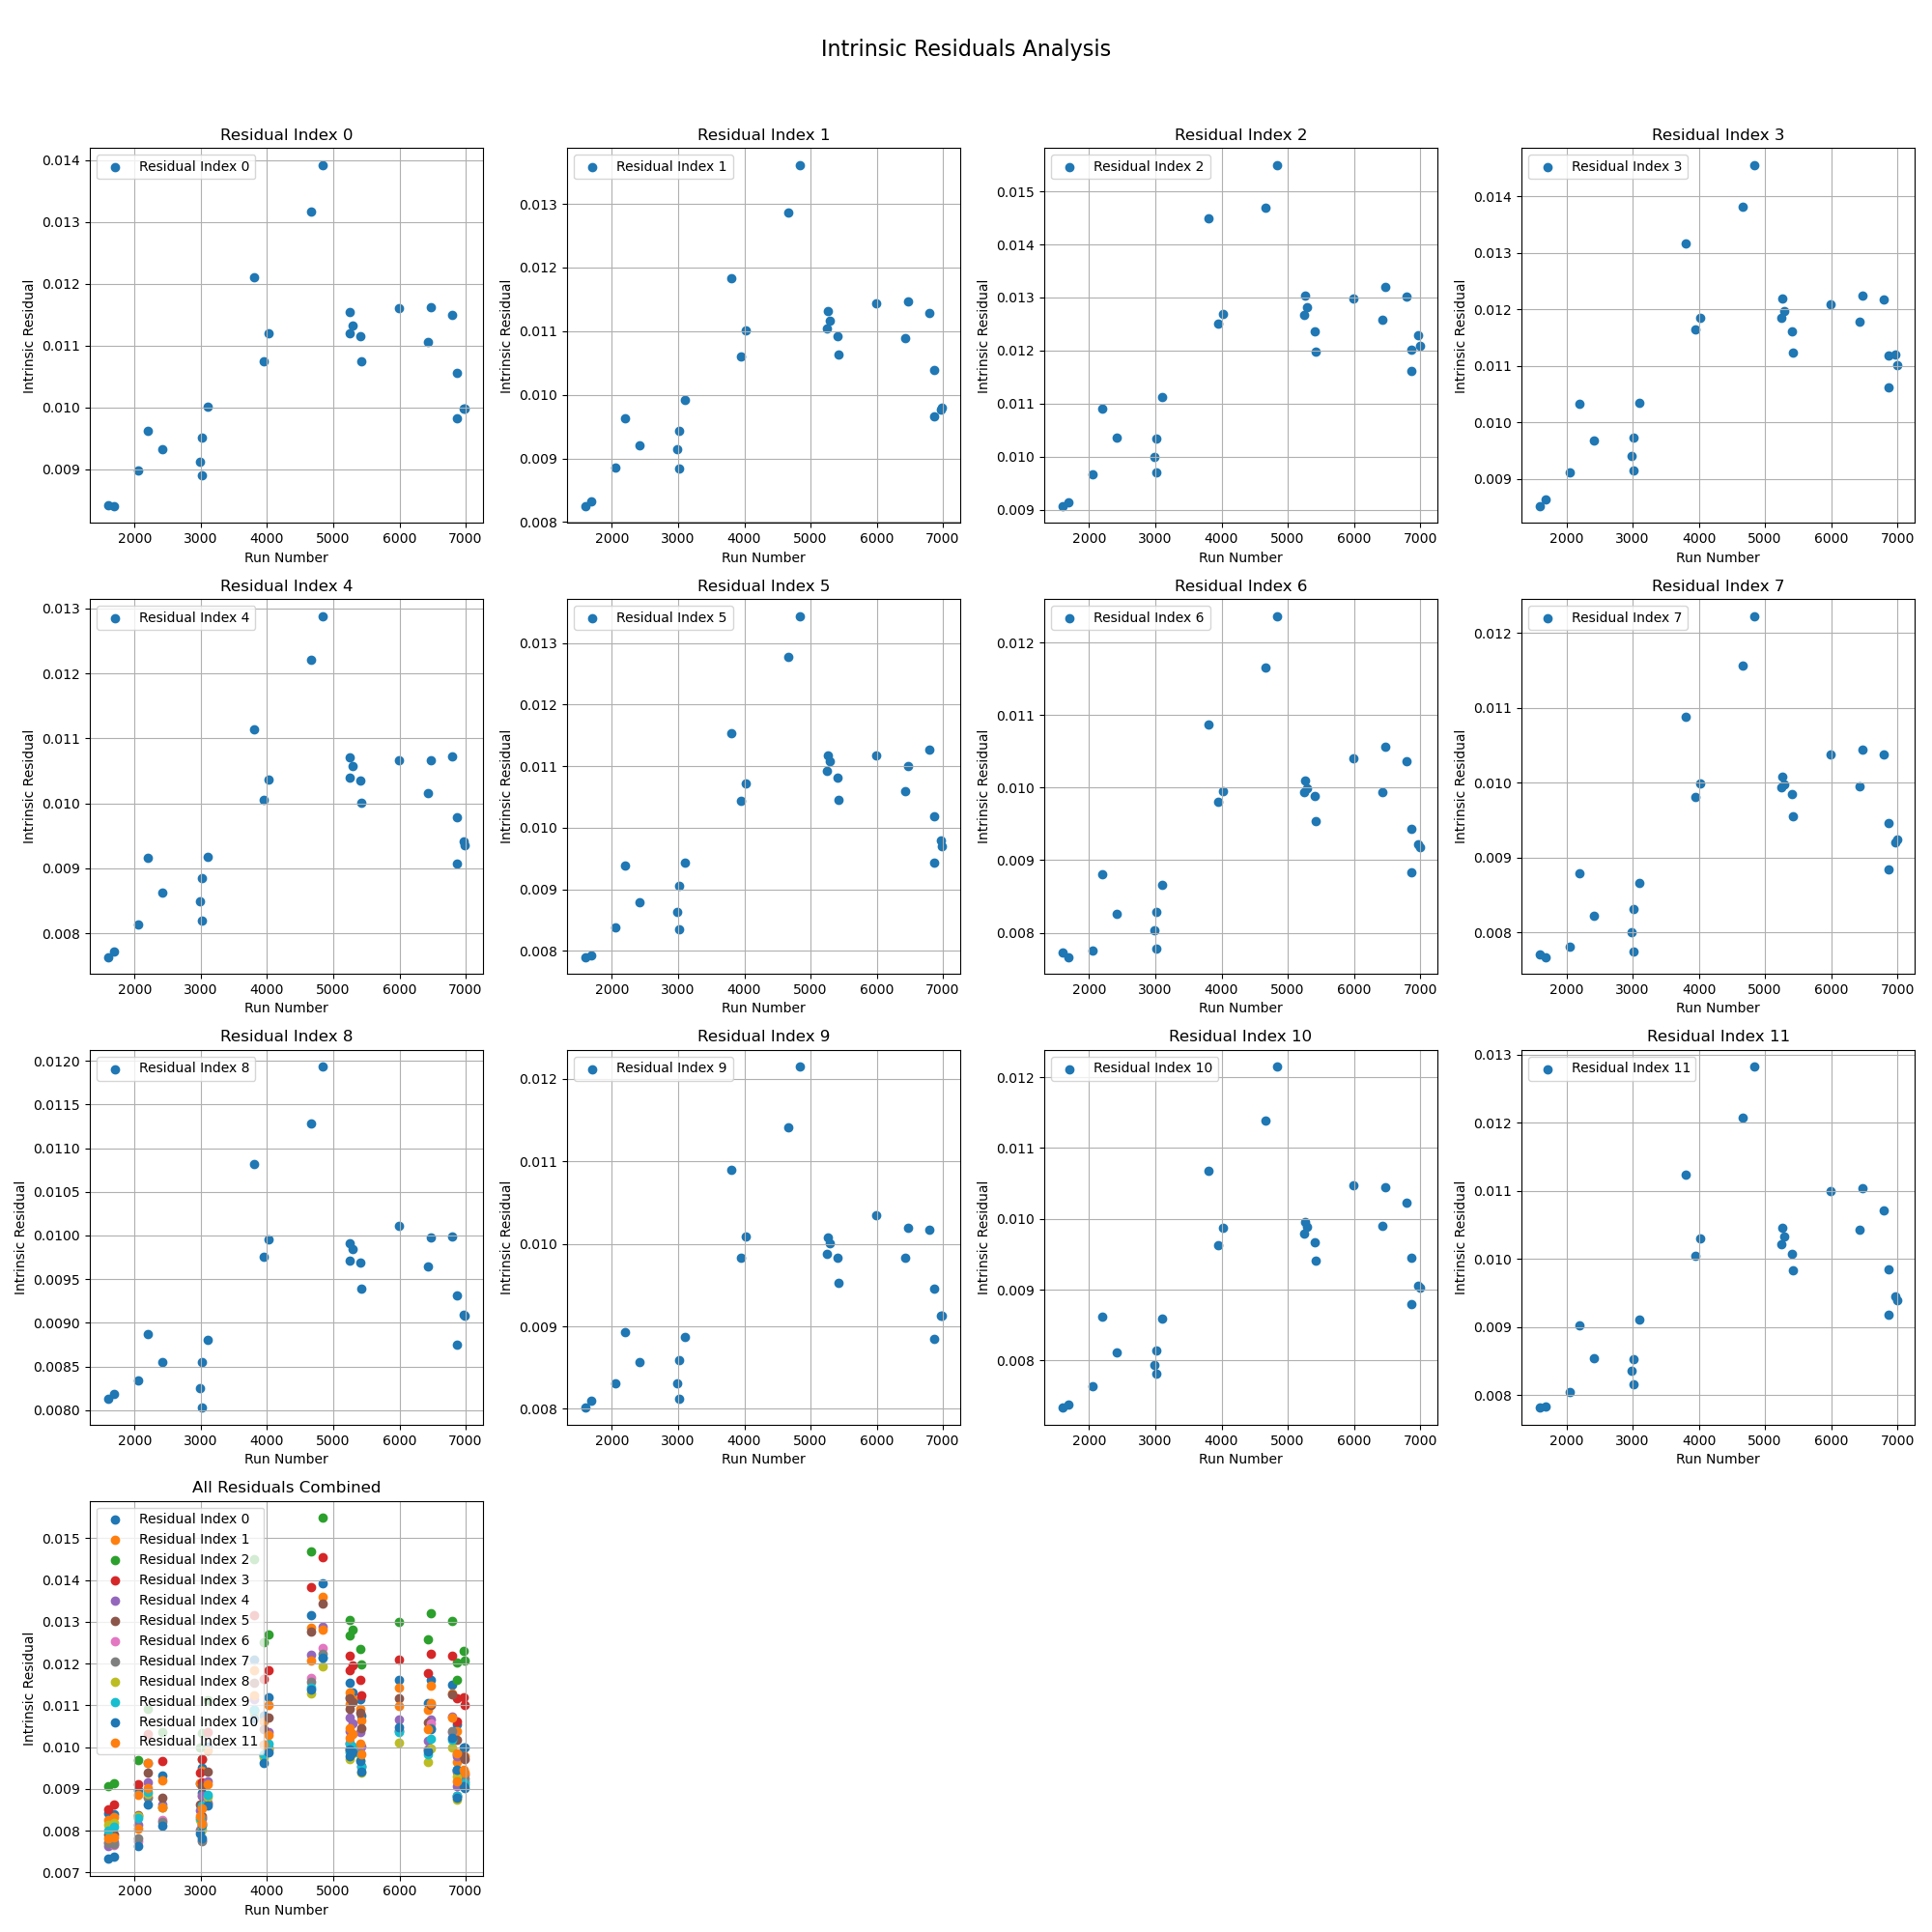 Intrinsic Residuals Analysis
Residual Index 0
Residual Index 0
0.014
0.013
0.012
0.011
0.010
0.009
Intrinsic Residual
2000 3000 4000 5000 6000 7000
Run Number
Residual Index 1
Residual Index 1
0.013
0.012
0.011
0.010
0.009
0.008
Intrinsic Residual
2000 3000 4000 5000 6000 7000
Run Number
Residual Index 2
Residual Index 2
0.015
0.014
0.013
0.012
0.011
0.010
0.009
Intrinsic Residual
2000 3000 4000 5000 6000 7000
Run Number
Residual Index 3
Residual Index 3
0.014
0.013
0.012
0.011
0.010
0.009
Intrinsic Residual
2000 3000 4000 5000 6000 7000
Run Number
Residual Index 4
Residual Index 4
0.013
0.012
0.011
0.010
0.009
0.008
Intrinsic Residual
2000 3000 4000 5000 6000 7000
Run Number
Residual Index 5
Residual Index 5
0.013
0.012
0.011
0.010
0.009
0.008
Intrinsic Residual
2000 3000 4000 5000 6000 7000
Run Number
Residual Index 6
Residual Index 6
0.012
0.011
0.010
0.009
0.008
Intrinsic Residual
2000 3000 4000 5000 6000 7000
Run Number
Residual Index 7
Residual Index 7
0.012
0.011
0.010
0.009
0.008
Intrinsic Residual
2000 3000 4000 5000 6000 7000
Run Number
Residual Index 8
Residual Index 8
0.0120
0.0115
0.0110
0.0105
0.0100
0.0095
0.0090
0.0085
0.0080
Intrinsic Residual
2000 3000 4000 5000 6000 7000
Run Number
Residual Index 9
Residual Index 9
0.012
0.011
0.010
0.009
0.008
Intrinsic Residual
2000 3000 4000 5000 6000 7000
Run Number
Residual Index 10
Residual Index 10
0.012
0.011
0.010
0.009
0.008
Intrinsic Residual
2000 3000 4000 5000 6000 7000
Run Number
Residual Index 11
Residual Index 11
0.013
0.012
0.011
0.010
0.009
0.008
Intrinsic Residual
2000 3000 4000 5000 6000 7000
Run Number
All Residuals Combined
Residual Index 0
Residual Index 1
Residual Index 2
Residual Index 3
Residual Index 4
Residual Index 5
Residual Index 6
Residual Index 7
Residual Index 8
Residual Index 9
Residual Index 10
Residual Index 11
0.015
0.014
0.013
0.012
0.011
0.010
0.009
0.008
0.007
Intrinsic Residual
2000 3000 4000 5000 6000 7000
Run Number